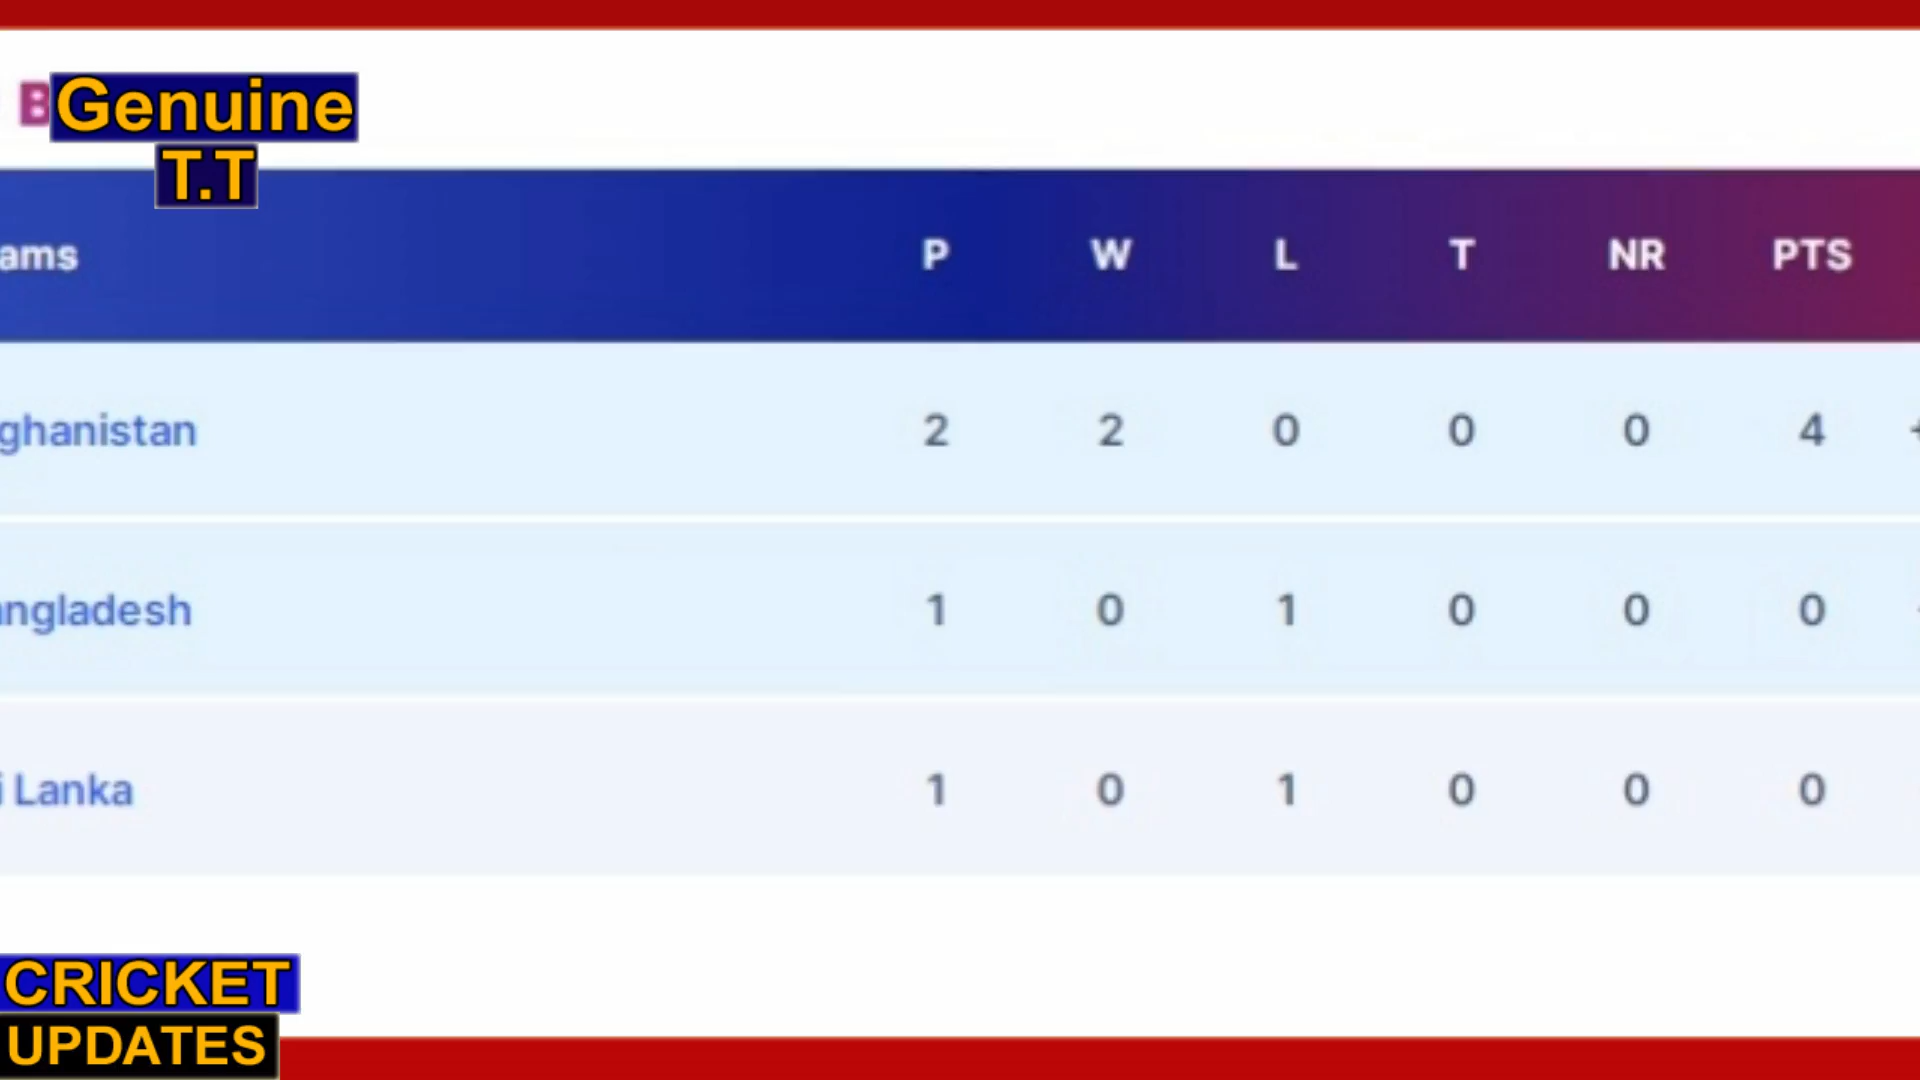 B
Genuine
T.T
ams P W L T NR PTS
ghanistan 2 2 0 0 0 4
ngladesh 1 0 1 0 0 0
i Lanka 1 0 1 0 0 0
CRICKET
UPDATES